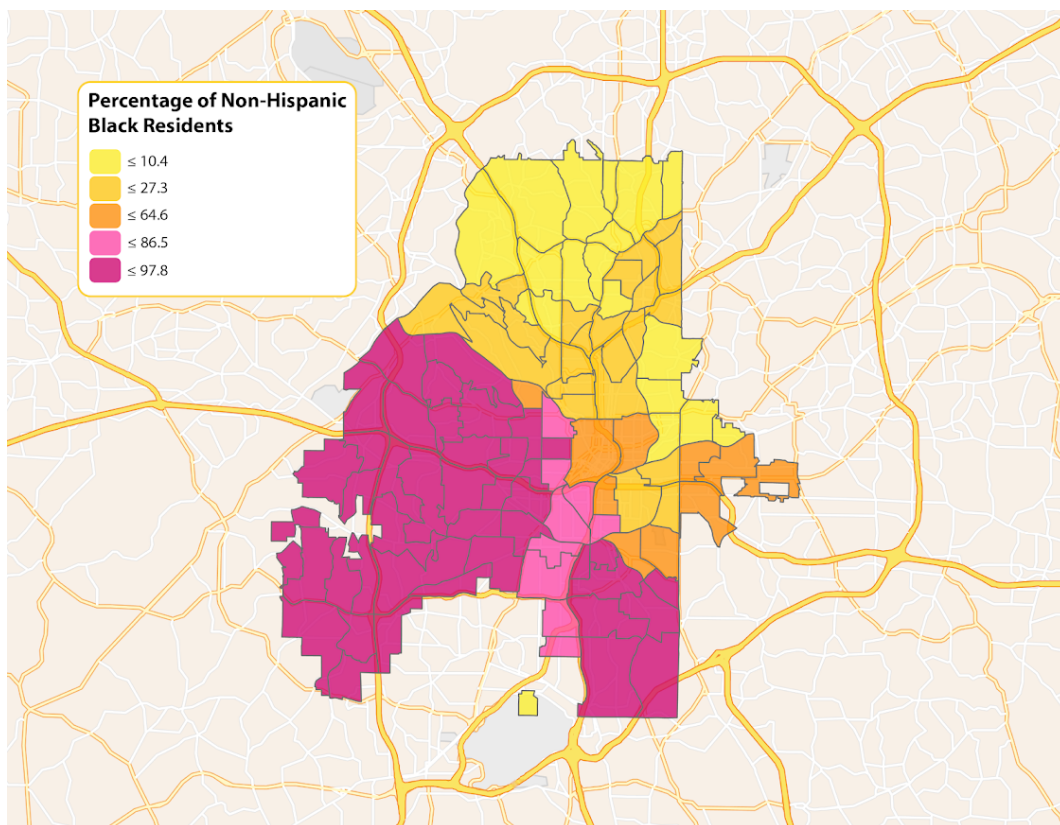 Percentage of Non-Hispanic
Black Residents
≤ 10.4
≤ 27.3
≤ 64.6
≤ 86.5
≤ 97.8